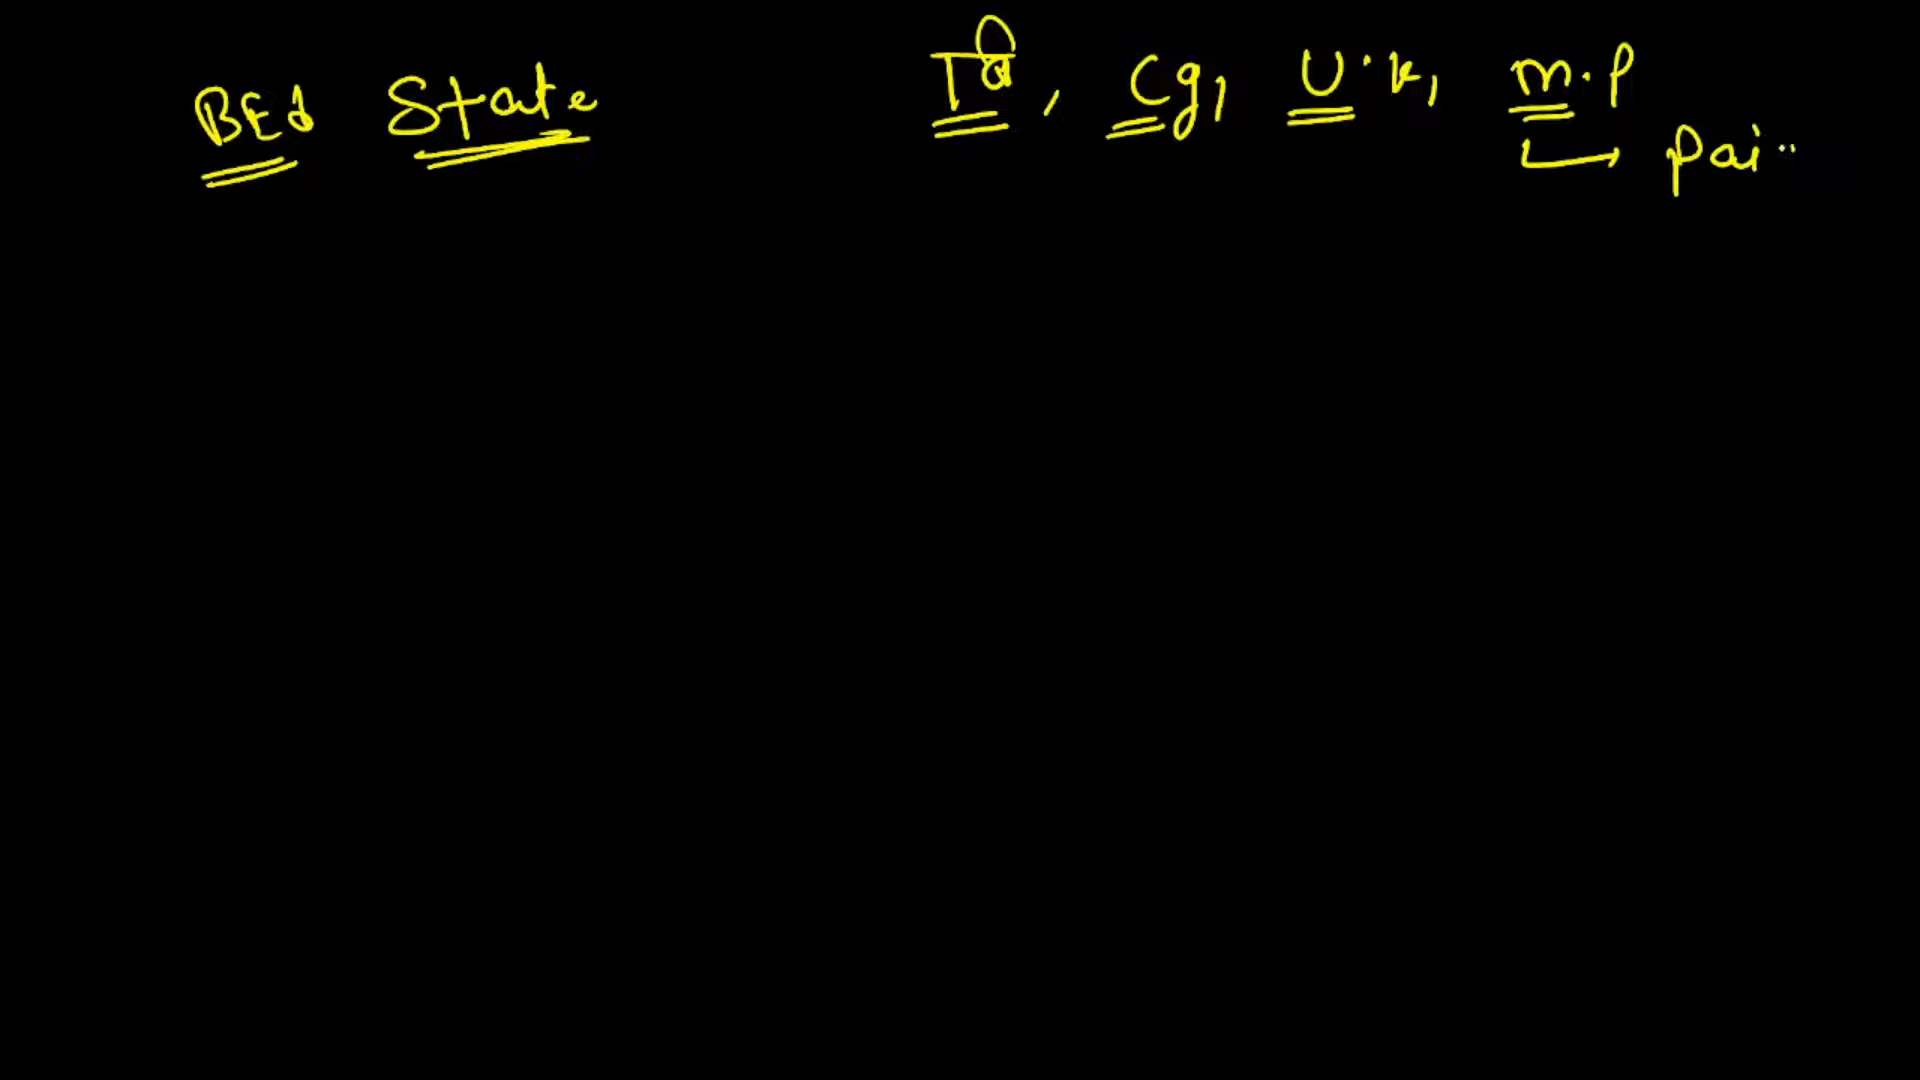 BEd State , Cg, U.K, M.P
Pai..